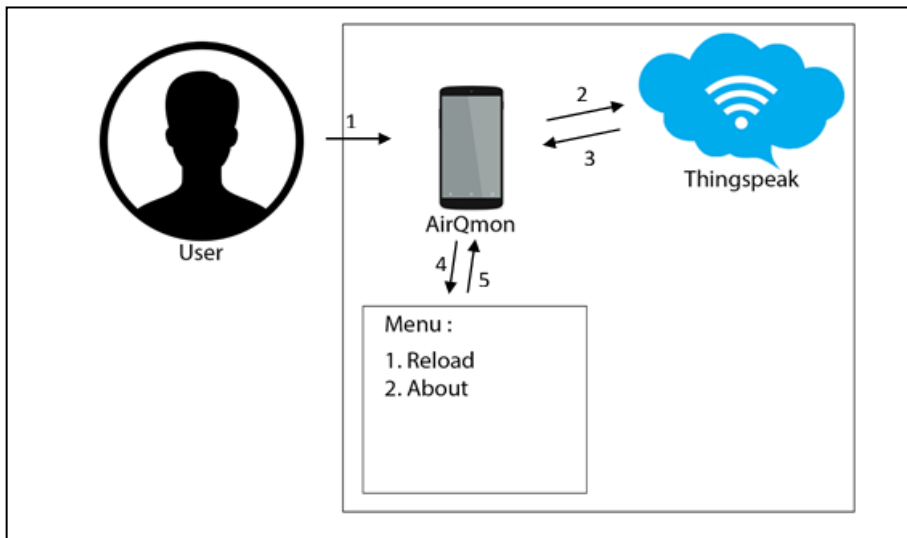 1
2
3
Thingspeak
AirQmon
User
4
5
Menu :
1. Reload
2. About